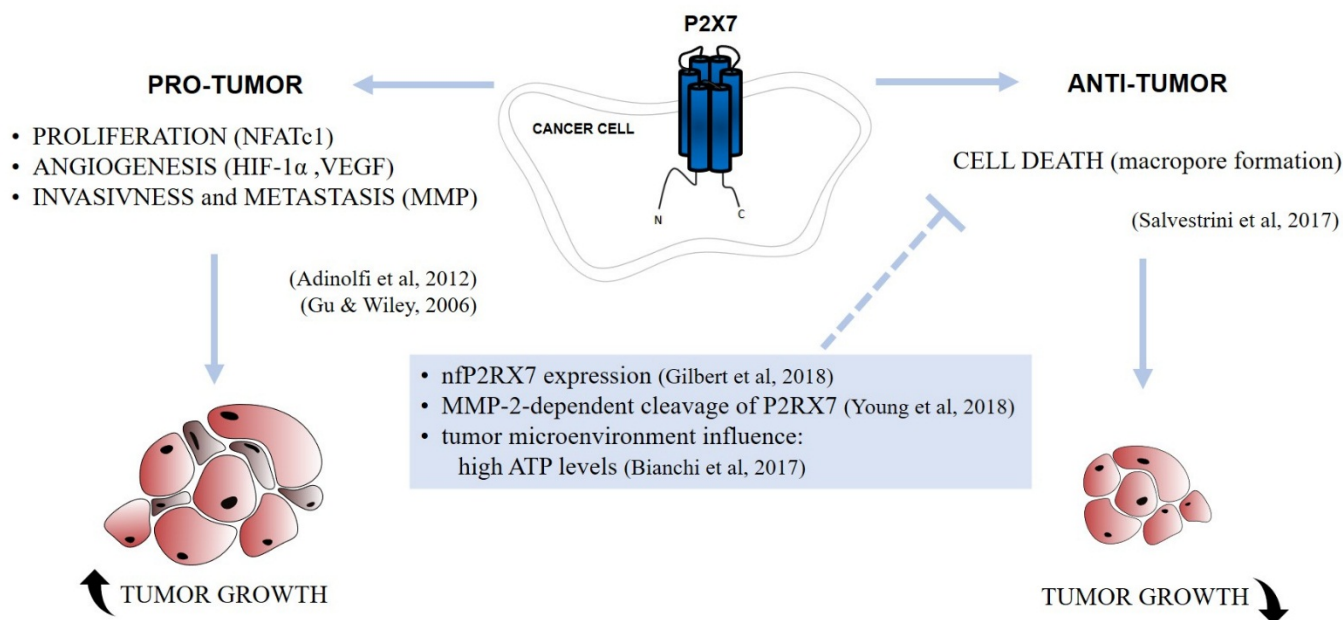 P2X7
PRO-TUMOR
• PROLIFERATION (NFATc1)
• ANGIOGENESIS (HIF-1α ,VEGF)
• INVASIVNESS and METASTASIS (MMP)
(Adinolfi et al, 2012)
(Gu & Wiley, 2006)
CANCER CELL
N
C
ANTI-TUMOR
CELL DEATH (macropore formation)
(Salvestrini et al, 2017)
• nfP2RX7 expression (Gilbert et al, 2018)
• MMP-2-dependent cleavage of P2RX7 (Young et al, 2018)
• tumor microenvironment influence:
high ATP levels (Bianchi et al, 2017)
TUMOR GROWTH
TUMOR GROWTH